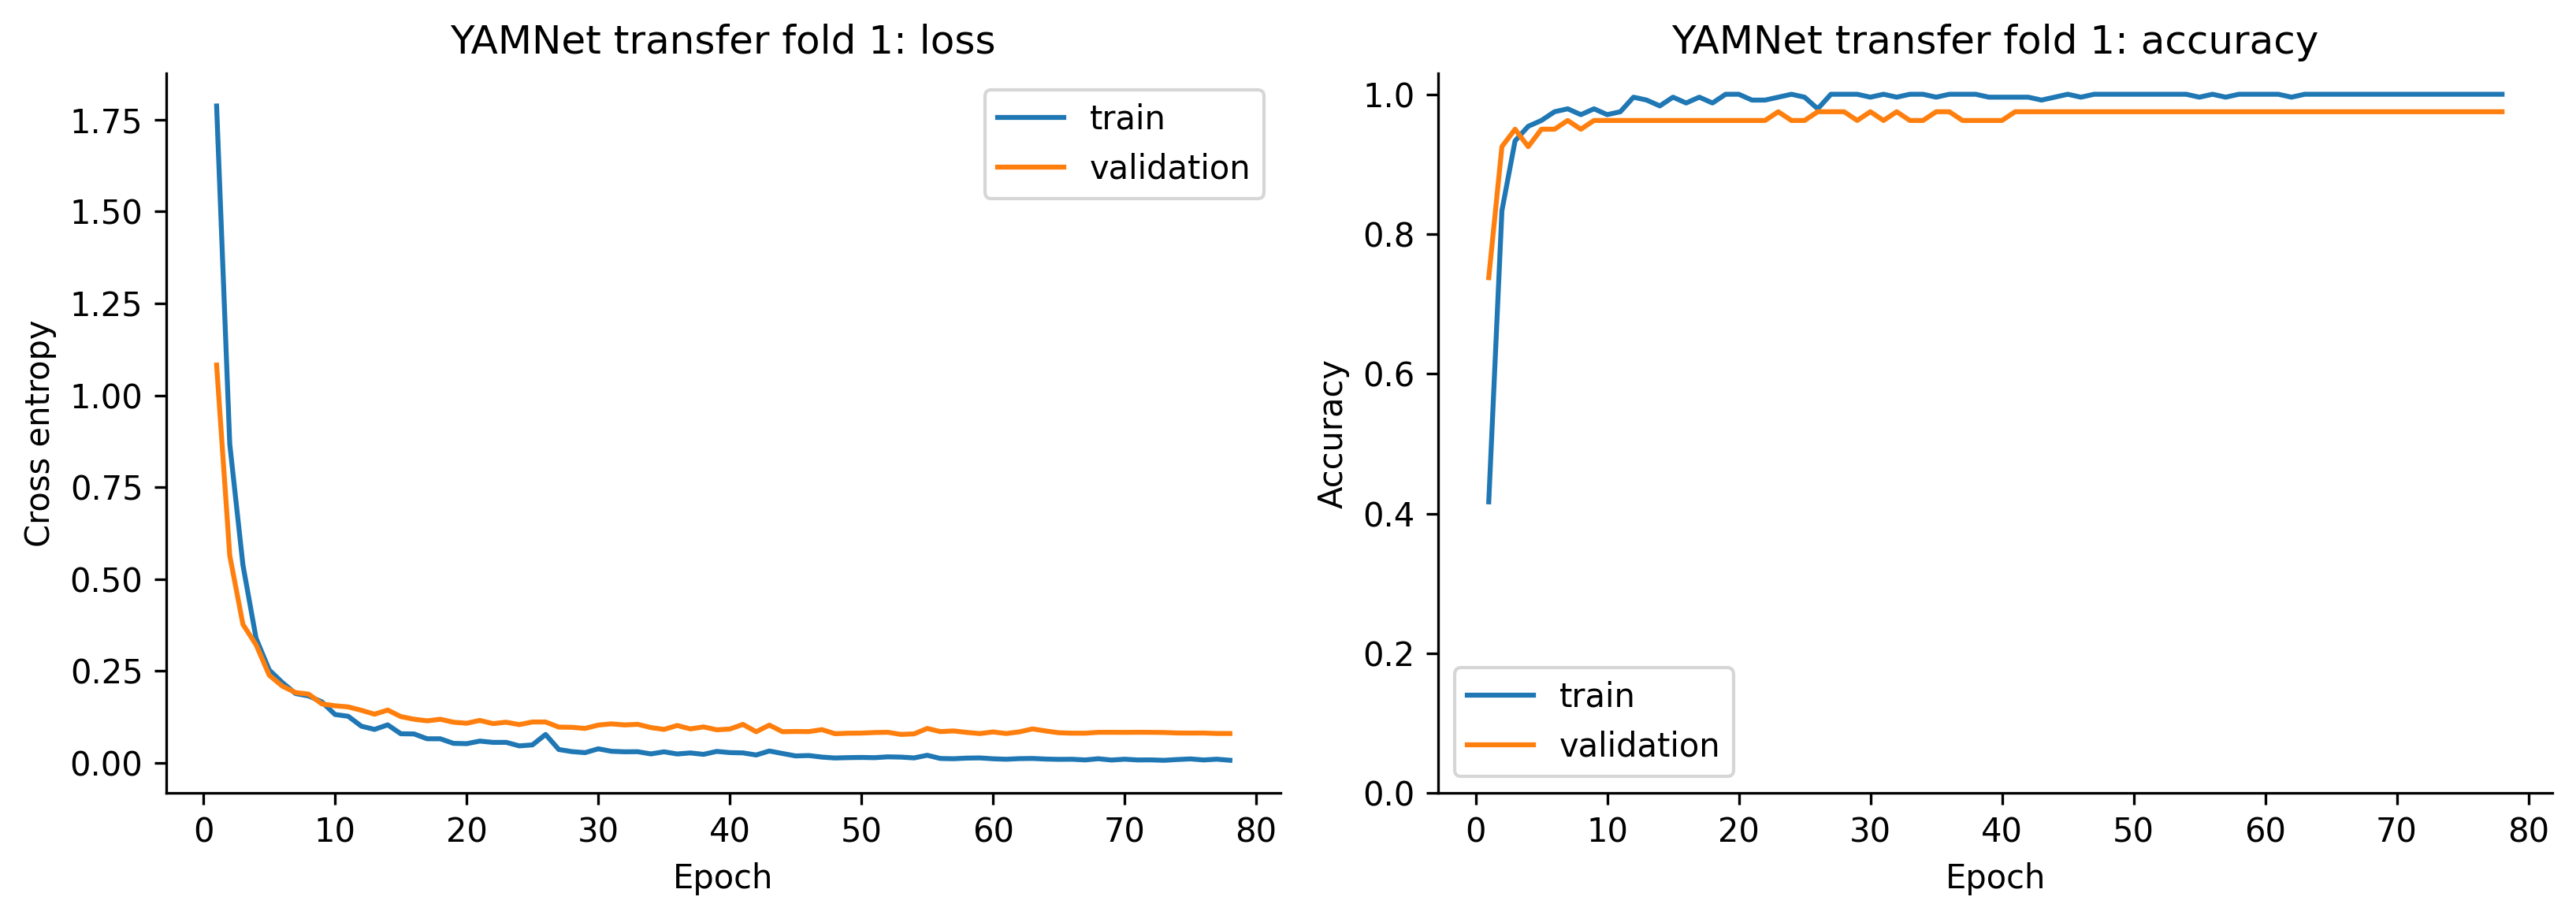 YAMNet transfer fold 1: loss
1.75
1.50
1.25
1.00
0.75
0.50
0.25
0.00
Cross entropy
train
validation
0 10 20 30 40 50 60 70 80
Epoch
YAMNet transfer fold 1: accuracy
1.0
0.8
0.6
0.4
0.2
0.0
Accuracy
train
validation
0 10 20 30 40 50 60 70 80
Epoch